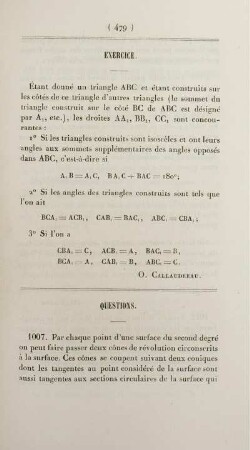 ( 479 )
EXERCICE.
Étant donné un triangle ABC et étant construits sur
les côtés de ce triangle d'autres triangles (le sommet du
triangle construit sur le côté BC de ABC est désigné
par A₁, etc.), les droites AA₁, BB₁, CC₁ sont concou-
rantes :
1° Si les triangles construits sont isoscèles et ont leurs
angles aux sommets supplémentaires des angles opposés
dans ABC, c'est-à-dire si
A₁B = A₁C, BA₁C + BAC = 180°;
2° Si les angles des triangles construits sont tels que
l'on ait
BCA₁ = ACB₁, CAB₁ = BAC₁, ABC₁ = CBA₁;
3° Si l'on a
CBA₁ = C, ACB₁ = A, BAC₁ = B,
BCA₁ = A, CAB₁ = B, ABC₁ = C.
O. CALLAUDREAU.
QUESTIONS.
1007. Par chaque point d'une surface du second degré
on peut faire passer deux cônes de révolution circonscrits
à la surface. Ces cônes se coupent suivant deux coniques
dont les tangentes au point considéré de la surface sont
aussi tangentes aux sections circulaires de la surface qui